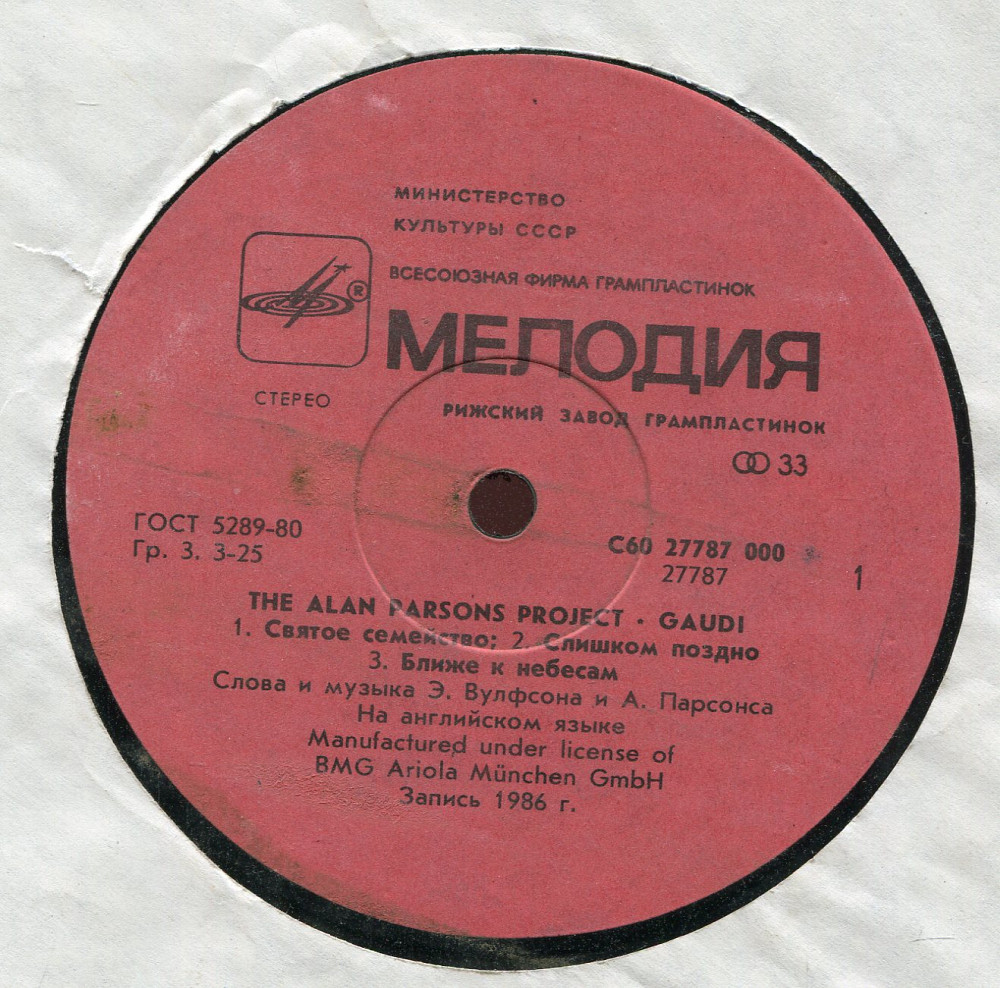 МИНИСТЕРСТВО
КУЛЬТУРЫ СССР
ВСЕСОЮЗНАЯ ФИРМА ГРАМПЛАСТИНОК
®
МЕЛОДИЯ
СТЕРЕО
РИЖСКИЙ ЗАВОД ГРАМПЛАСТИНОК
33
ГОСТ 5289-80
Гр. 3. 3-25
С60 27787 000
27787
1
THE ALAN PARSONS PROJECT · GAUDI
1. Святое семейство; 2. Слишком поздно
3. Ближе к небесам
Слова и музыка Э. Вулфсона и А. Парсонса
На английском языке
Manufactured under license of
BMG Ariola München GmbH
Запись 1986 г.